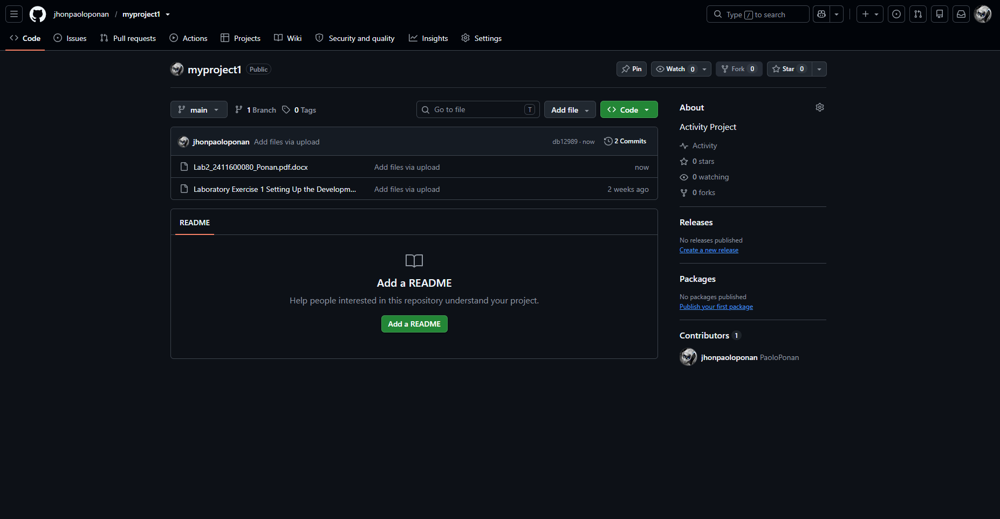 jhonpaoloponan / myproject1
Type / to search
Code Issues Pull requests Actions Projects Wiki Security and quality Insights Settings
myproject1 Public
Pin Watch 0 Fork 0 Star 0
main 1 Branch 0 Tags Go to file T Add file Code
jhonpaoloponan Add files via upload db12989 · now 2 Commits
Lab2_2411600080_Ponan.pdf.docx Add files via upload now
Laboratory Exercise 1 Setting Up the Developm... Add files via upload 2 weeks ago
README
Add a README
Help people interested in this repository understand your project.
Add a README
About
Activity Project
Activity
0 stars
0 watching
0 forks
Releases
No releases published
Create a new release
Packages
No packages published
Publish your first package
Contributors 1
jhonpaoloponan PaoloPonan